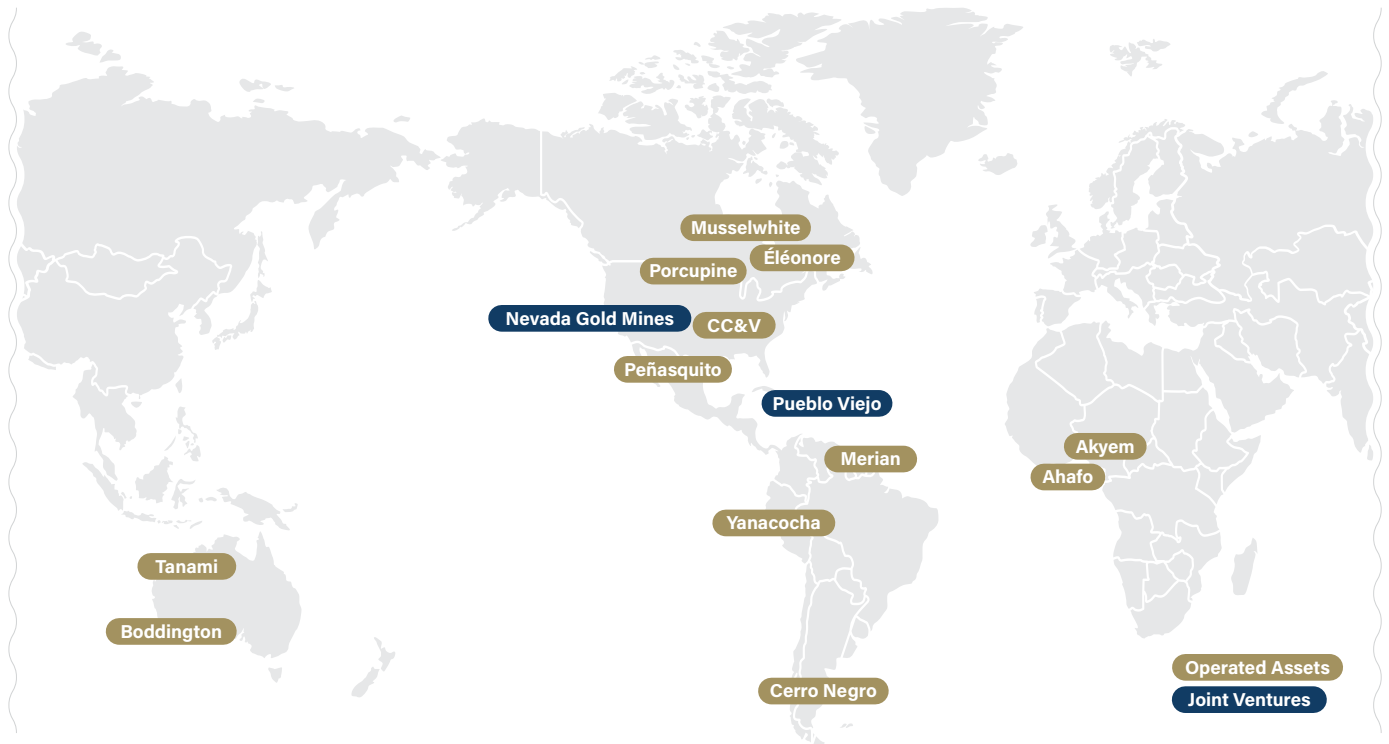 Musselwhite
Éléonore
Porcupine
Nevada Gold Mines
CC&V
Peñasquito
Pueblo Viejo
Akyem
Merian
Ahafo
Yanacocha
Tanami
Boddington
Cerro Negro
Operated Assets
Joint Ventures